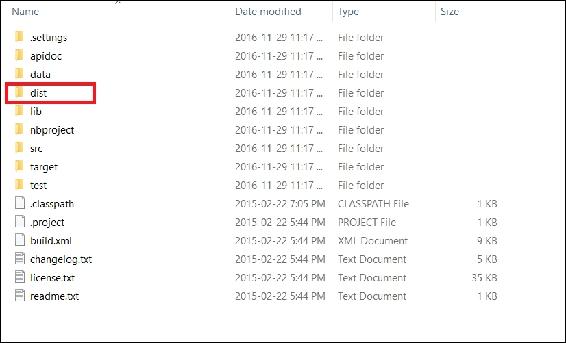 Name Date modified Type Size
.settings 2016-11-29 11:17 ... File folder
apidoc 2016-11-29 11:17 ... File folder
data 2016-11-29 11:17 ... File folder
dist 2016-11-29 11:17 ... File folder
lib 2016-11-29 11:17 ... File folder
nbproject 2016-11-29 11:17 ... File folder
src 2016-11-29 11:17 ... File folder
target 2016-11-29 11:17 ... File folder
test 2016-11-29 11:17 ... File folder
.classpath 2015-02-22 7:05 PM CLASSPATH File 1 KB
.project 2015-02-22 5:44 PM PROJECT File 1 KB
build.xml 2015-02-22 5:44 PM XML Document 9 KB
changelog.txt 2015-02-22 5:44 PM Text Document 5 KB
license.txt 2015-02-22 5:44 PM Text Document 35 KB
readme.txt 2015-02-22 5:44 PM Text Document 1 KB